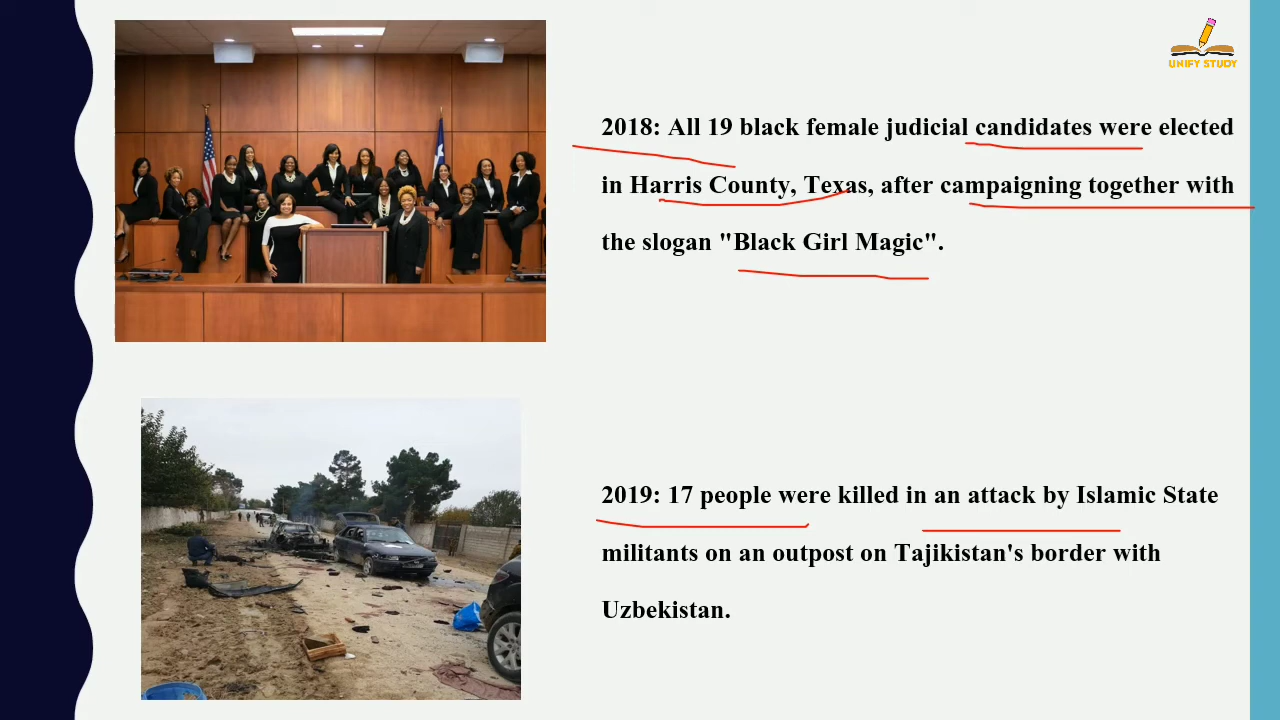 UNIFY STUDY
2018: All 19 black female judicial candidates were elected
in Harris County, Texas, after campaigning together with
the slogan "Black Girl Magic".
2019: 17 people were killed in an attack by Islamic State
militants on an outpost on Tajikistan's border with
Uzbekistan.